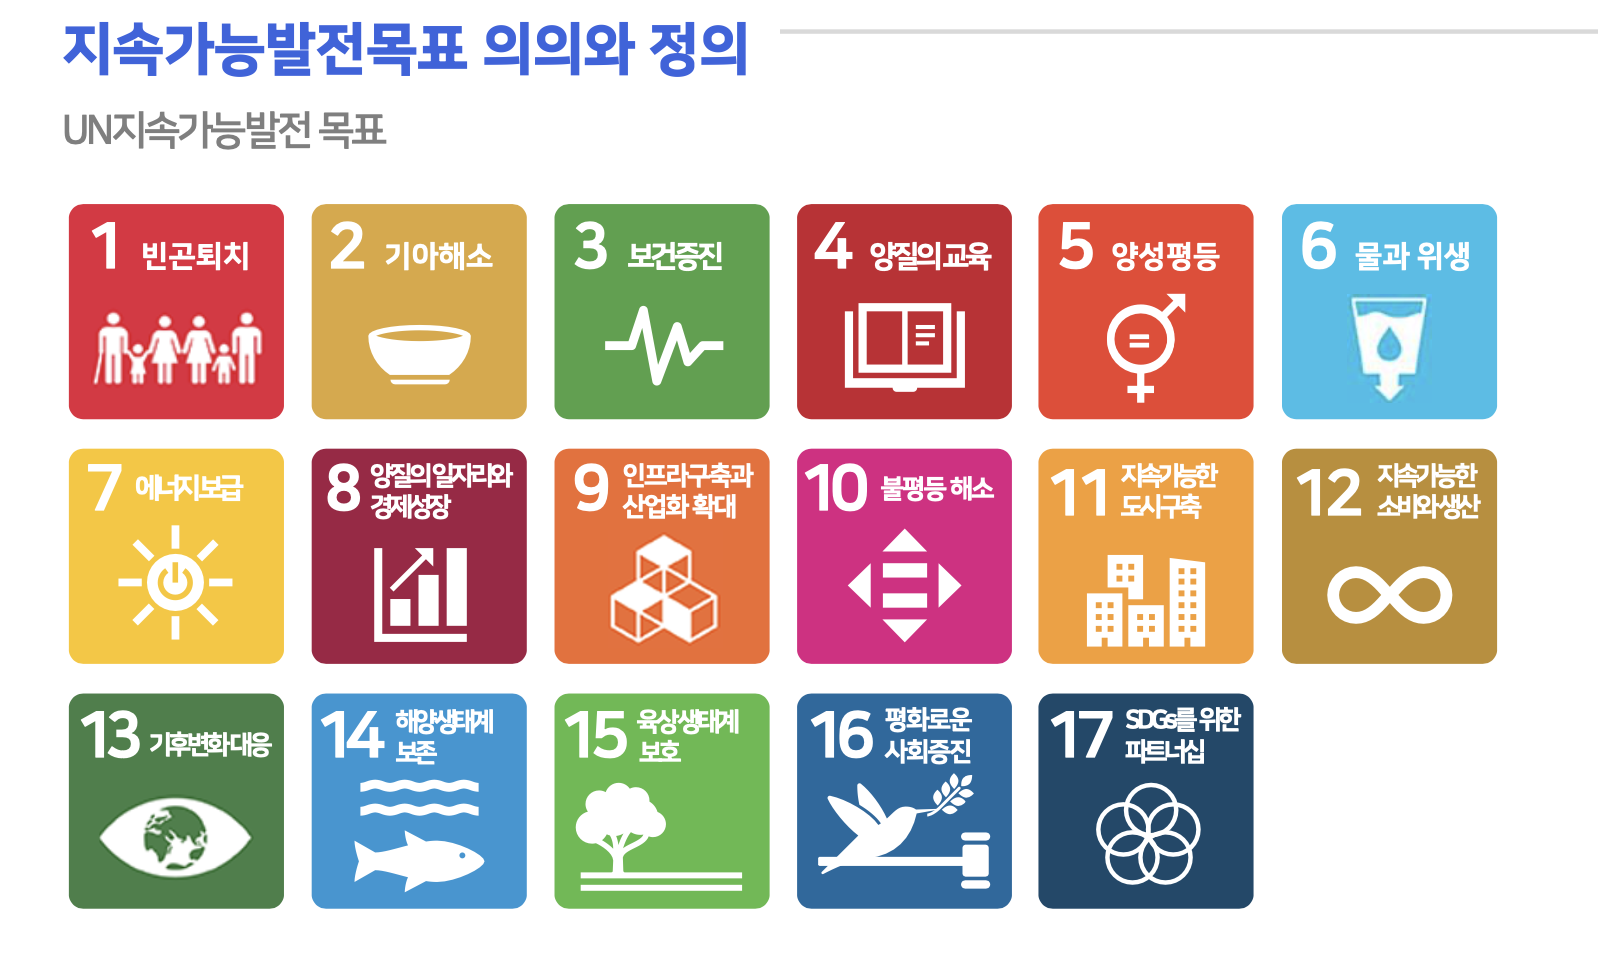 지속가능발전목표 의의와 정의
UN지속가능발전 목표
1 빈곤퇴치
2 기아해소
3 보건증진
4 양질의 교육
5 양성평등
6 물과 위생
7 에너지 보급
8 양질의 일자리와
경제성장
9 인프라구축과
산업화 확대
10 불평등 해소
11 지속가능한
도시구축
12 지속가능한
소비와 생산
13 기후변화 대응
14 해양생태계
보존
15 육상생태계
보호
16 평화로운
사회증진
17 SDGs를 위한
파트너십